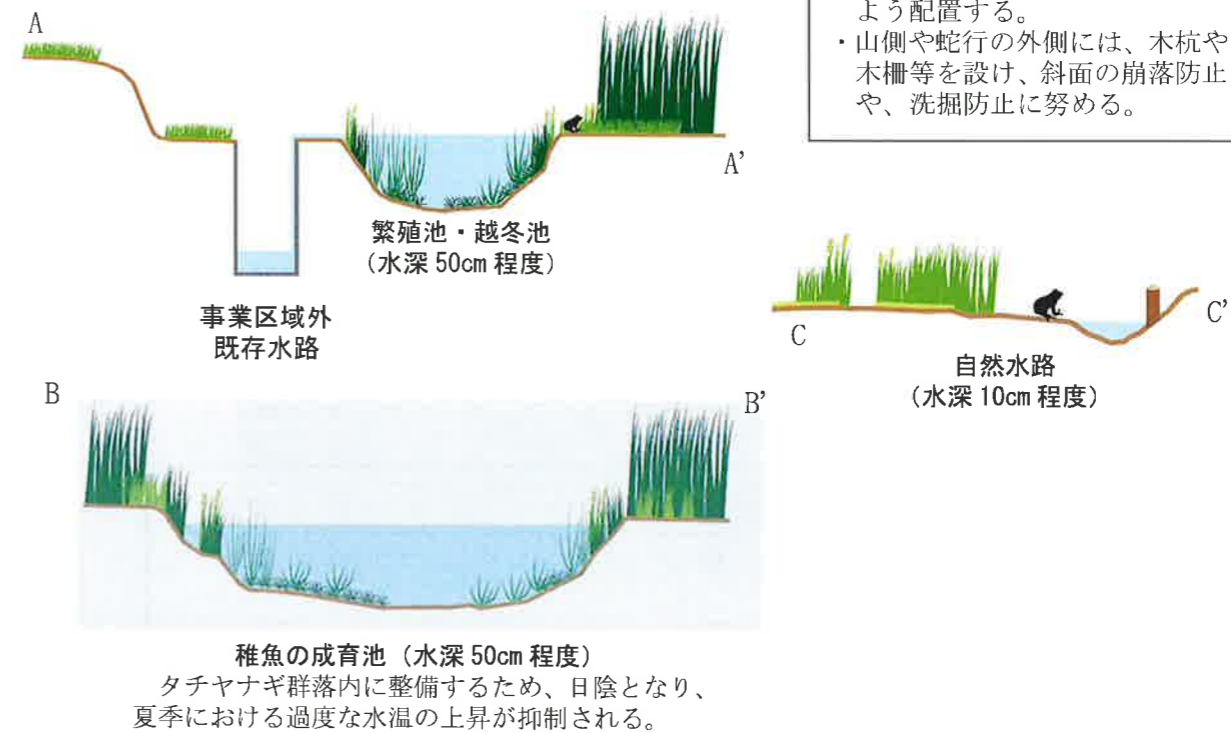 よう配置する。
・山側や蛇行の外側には、木杭や
木柵等を設け、斜面の崩落防止
や、洗掘防止に努める。
A
A'
繁殖池・越冬池
(水深 50cm 程度)
事業区域外
既存水路
C
C'
自然水路
(水深 10cm 程度)
B
B'
稚魚の成育池（水深 50cm 程度）
タチヤナギ群落内に整備するため、日陰となり、
夏季における過度な水温の上昇が抑制される。